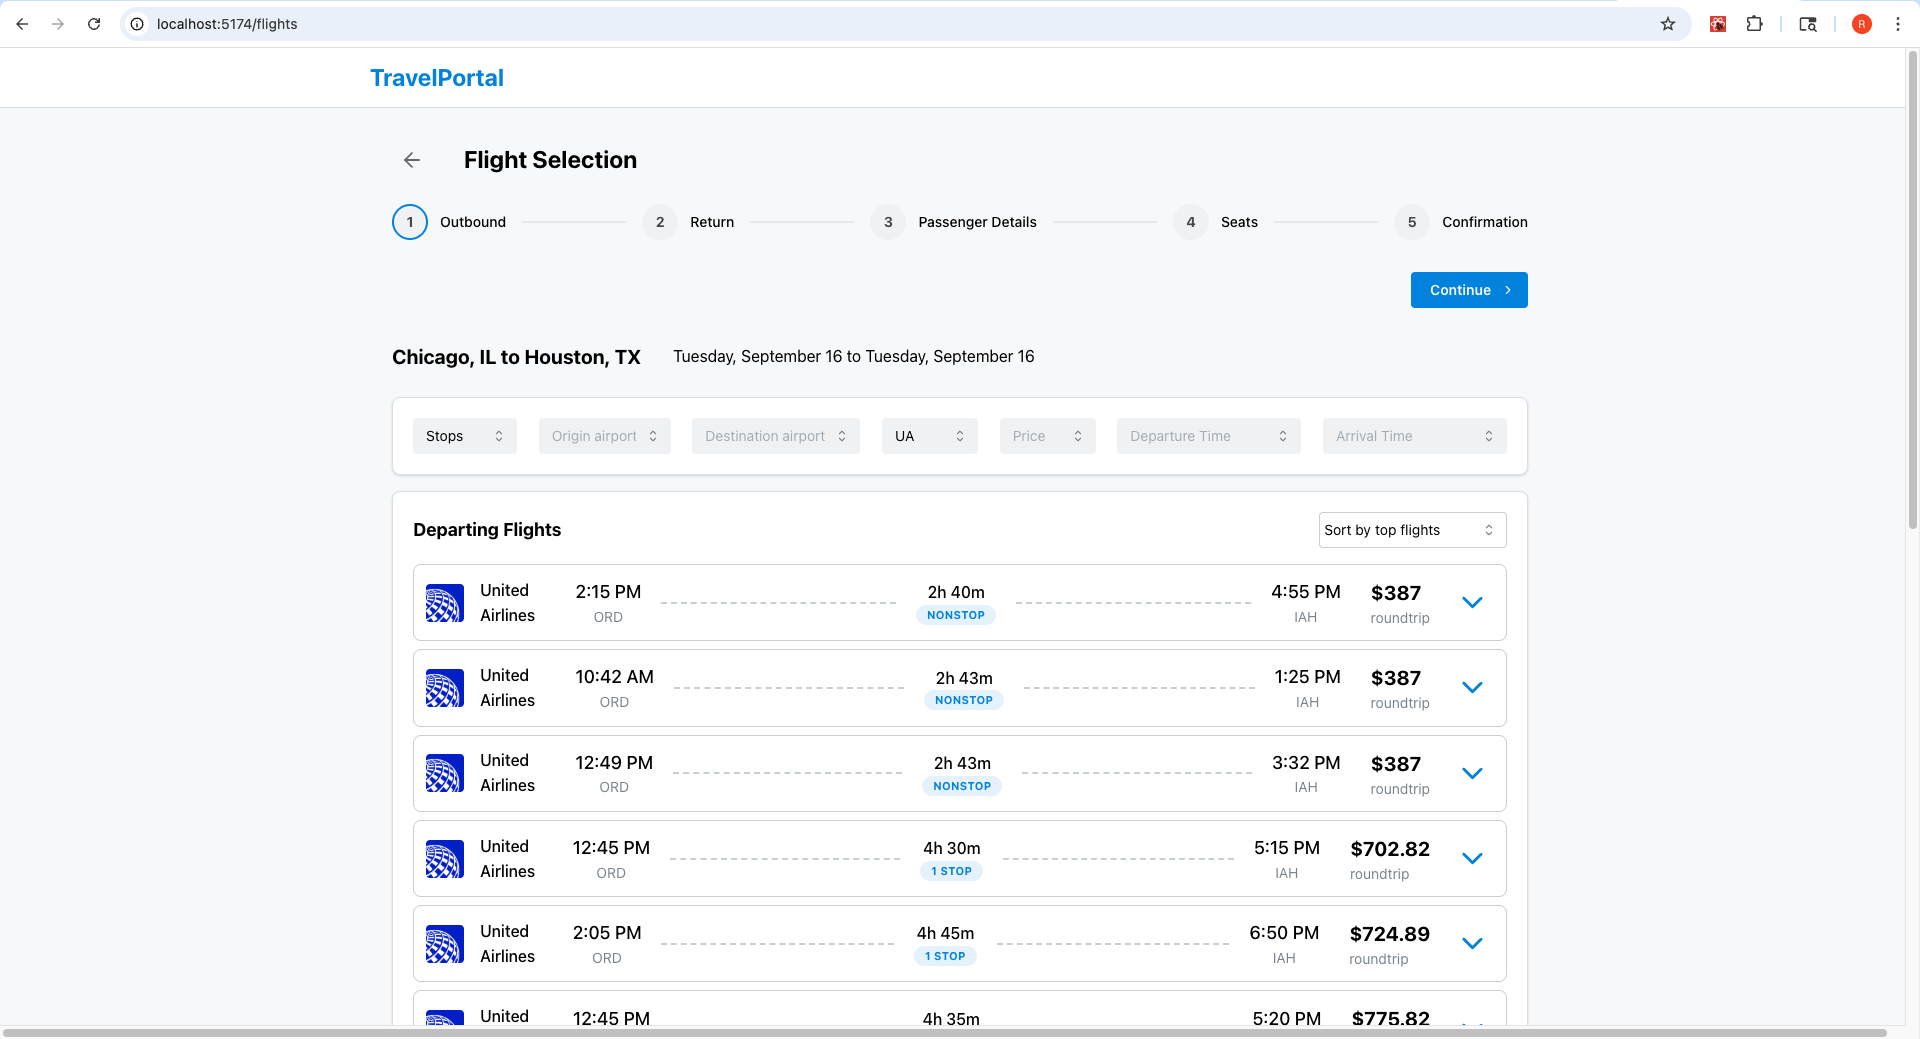 localhost:5174/flights
R
TravelPortal
Flight Selection
1 Outbound 2 Return 3 Passenger Details 4 Seats 5 Confirmation
Continue
Chicago, IL to Houston, TX Tuesday, September 16 to Tuesday, September 16
Stops Origin airport Destination airport UA Price Departure Time Arrival Time
Departing Flights Sort by top flights
United Airlines 2:15 PM ORD 2h 40m NONSTOP 4:55 PM IAH $387 roundtrip
United Airlines 10:42 AM ORD 2h 43m NONSTOP 1:25 PM IAH $387 roundtrip
United Airlines 12:49 PM ORD 2h 43m NONSTOP 3:32 PM IAH $387 roundtrip
United Airlines 12:45 PM ORD 4h 30m 1 STOP 5:15 PM IAH $702.82 roundtrip
United Airlines 2:05 PM ORD 4h 45m 1 STOP 6:50 PM IAH $724.89 roundtrip
United 12:45 PM 4h 35m 5:20 PM $775.82